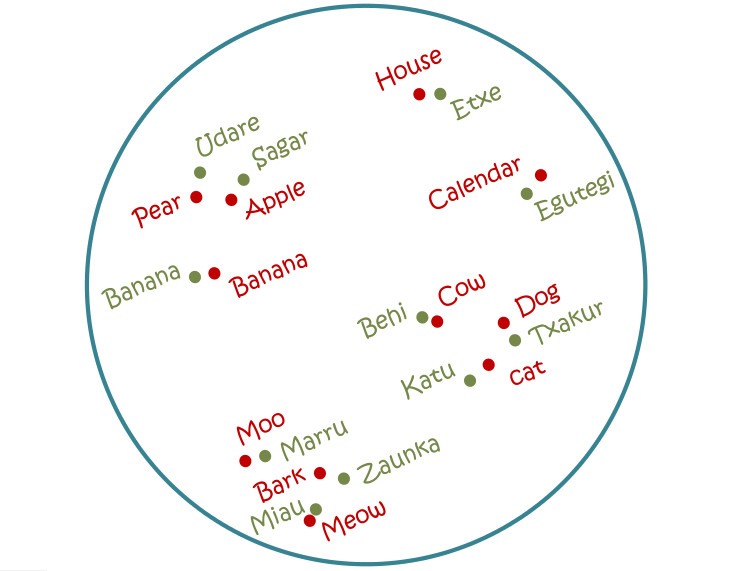 House
Etxe
Udare
Sagar
Pear
Apple
Calendar
Egutegi
Banana
Banana
Cow
Behi
Dog
Txakur
Katu
cat
Moo
Marru
Bark
Zaunka
Miau
Meow